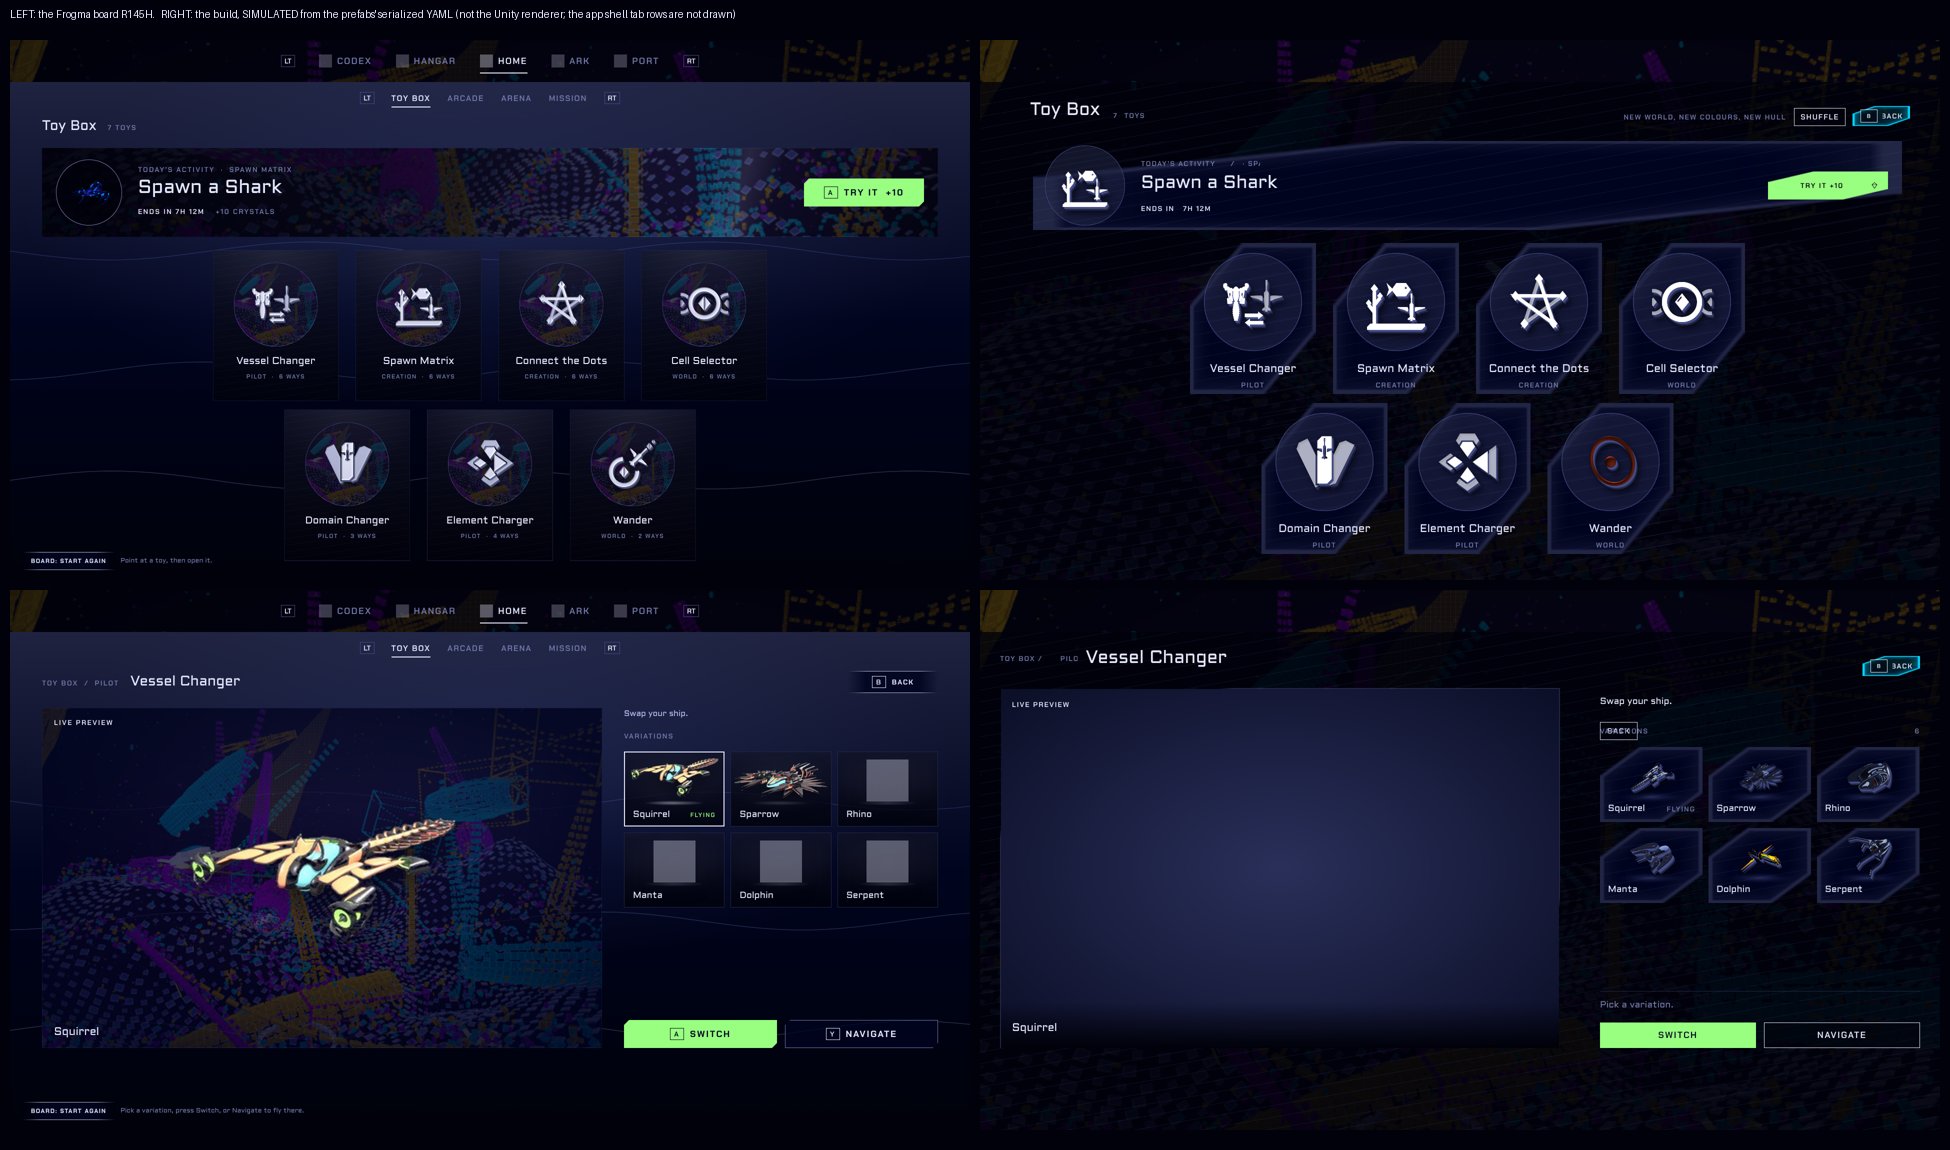 LEFT: the Frogma board R145H. RIGHT: the build, SIMULATED from the prefabs' serialized YAML (not the Unity renderer; the app shell tab rows are not drawn)
LT CODEX HANGAR HOME ARK PORT RT
LT TOY BOX ARCADE ARENA MISSION RT
Toy Box 7 TOYS
TODAY'S ACTIVITY · SPAWN MATRIX
Spawn a Shark
ENDS IN 7H 12M +10 CRYSTALS
A TRY IT +10
Vessel Changer
PILOT · 6 WAYS
Spawn Matrix
CREATION · 6 WAYS
Connect the Dots
CREATION · 6 WAYS
Cell Selector
WORLD · 6 WAYS
Domain Changer
PILOT · 3 WAYS
Element Charger
PILOT · 4 WAYS
Wander
WORLD · 2 WAYS
BOARD: START AGAIN Point at a toy, then open it.
Toy Box 7 TOYS
NEW WORLD, NEW COLOURS, NEW HULL SHUFFLE B BACK
TODAY'S ACTIVITY / · SP
Spawn a Shark
ENDS IN 7H 12M
TRY IT +10
Vessel Changer
PILOT
Spawn Matrix
CREATION
Connect the Dots
CREATION
Cell Selector
WORLD
Domain Changer
PILOT
Element Charger
PILOT
Wander
WORLD
LT CODEX HANGAR HOME ARK PORT RT
LT TOY BOX ARCADE ARENA MISSION RT
TOY BOX / PILOT Vessel Changer
B BACK
LIVE PREVIEW
Squirrel
Swap your ship.
VARIATIONS
Squirrel FLYING
Sparrow
Rhino
Manta
Dolphin
Serpent
A SWITCH
Y NAVIGATE
BOARD: START AGAIN Pick a variation, press Switch, or Navigate to fly there.
TOY BOX / PILC Vessel Changer
B BACK
LIVE PREVIEW
Squirrel
Swap your ship.
6
Squirrel FLYING
Sparrow
Rhino
Manta
Dolphin
Serpent
Pick a variation.
SWITCH
NAVIGATE